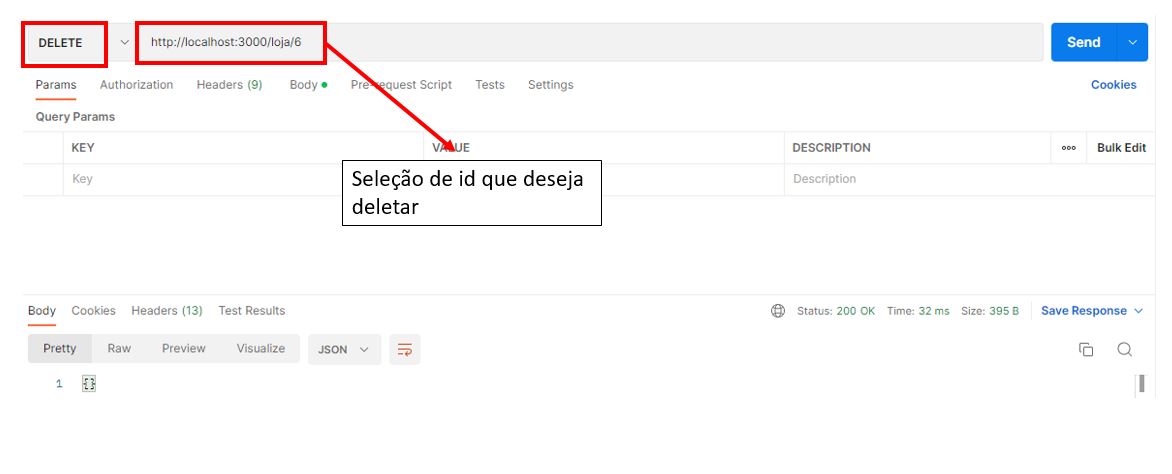 DELETE http://localhost:3000/loja/6 Send
Params Authorization Headers (9) Body Pre-request Script Tests Settings Cookies
Query Params
KEY VALUE DESCRIPTION Bulk Edit
Key Description
Seleção de id que deseja
deletar
Body Cookies Headers (13) Test Results Status: 200 OK Time: 32 ms Size: 395 B Save Response
Pretty Raw Preview Visualize JSON
1 {}